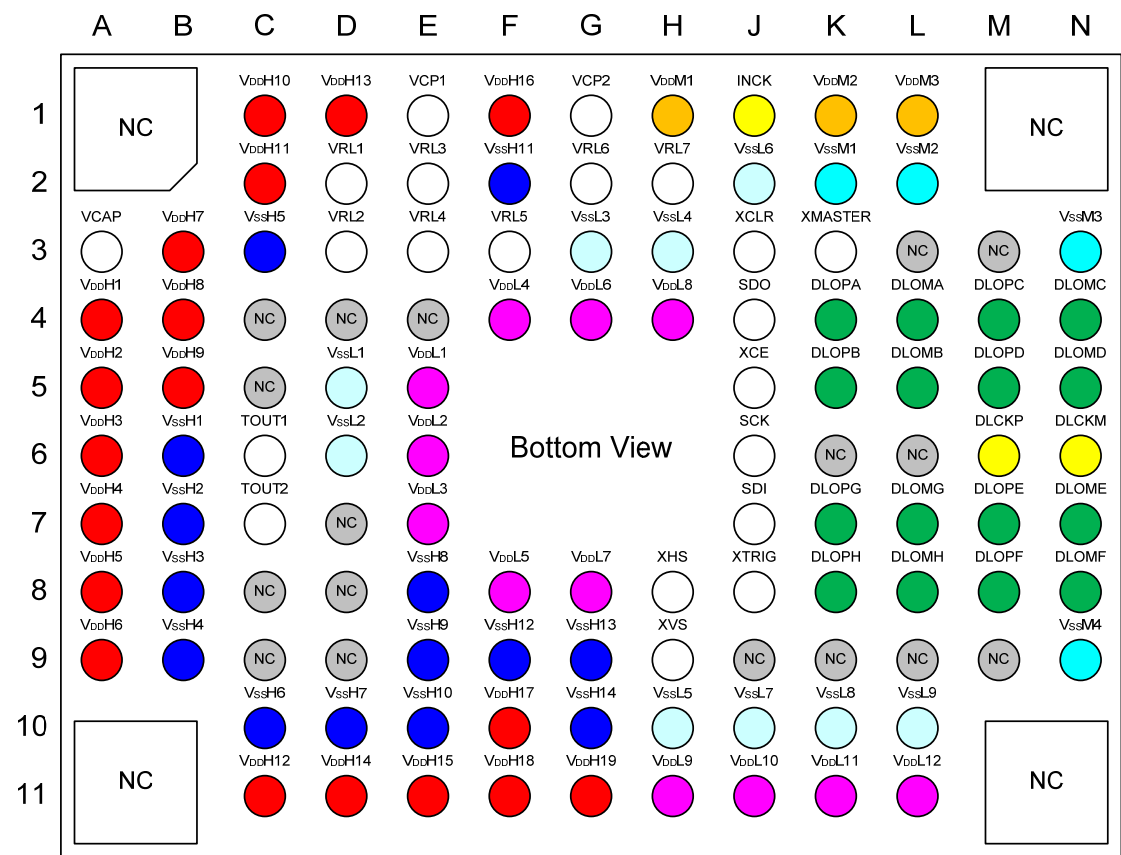 A B C D E F G H J K L M N
VDDH10 VDDH13 VCP1 VDDH16 VCP2 VDDM1 INCK VDDM2 VDDM3
1 NC NC
VDDH11 VRL1 VRL3 VSSH11 VRL6 VRL7 VSSL6 VSSM1 VSSM2
2
VCAP VDDH7 VSSH5 VRL2 VRL4 VRL5 VSSL3 VSSL4 XCLR XMASTER VSSM3
3 NC NC
VDDH1 VDDH8 VDDL4 VDDL6 VDDL8 SDO DLOPA DLOMA DLOPC DLOMC
4 NC NC NC
VDDH2 VDDH9 VSSL1 VDDL1 XCE DLOPB DLOMB DLOPD DLOMD
5 NC
VDDH3 VSSH1 TOUT1 VSSL2 VDDL2 SCK DLCKP DLCKM
6 Bottom View NC NC
VDDH4 VSSH2 TOUT2 VDDL3 SDI DLOPG DLOMG DLOPE DLOME
7 NC
VDDH5 VSSH3 VSSH8 VDDL5 VDDL7 XHS XTRIG DLOPH DLOMH DLOPF DLOMF
8 NC NC
VDDH6 VSSH4 VSSH9 VSSH12 VSSH13 XVS VSSM4
9 NC NC NC NC NC NC
VSSH6 VSSH7 VSSH10 VDDH17 VSSH14 VSSL5 VSSL7 VSSL8 VSSL9
10
VDDH12 VDDH14 VDDH15 VDDH18 VDDH19 VDDL9 VDDL10 VDDL11 VDDL12
NC NC
11